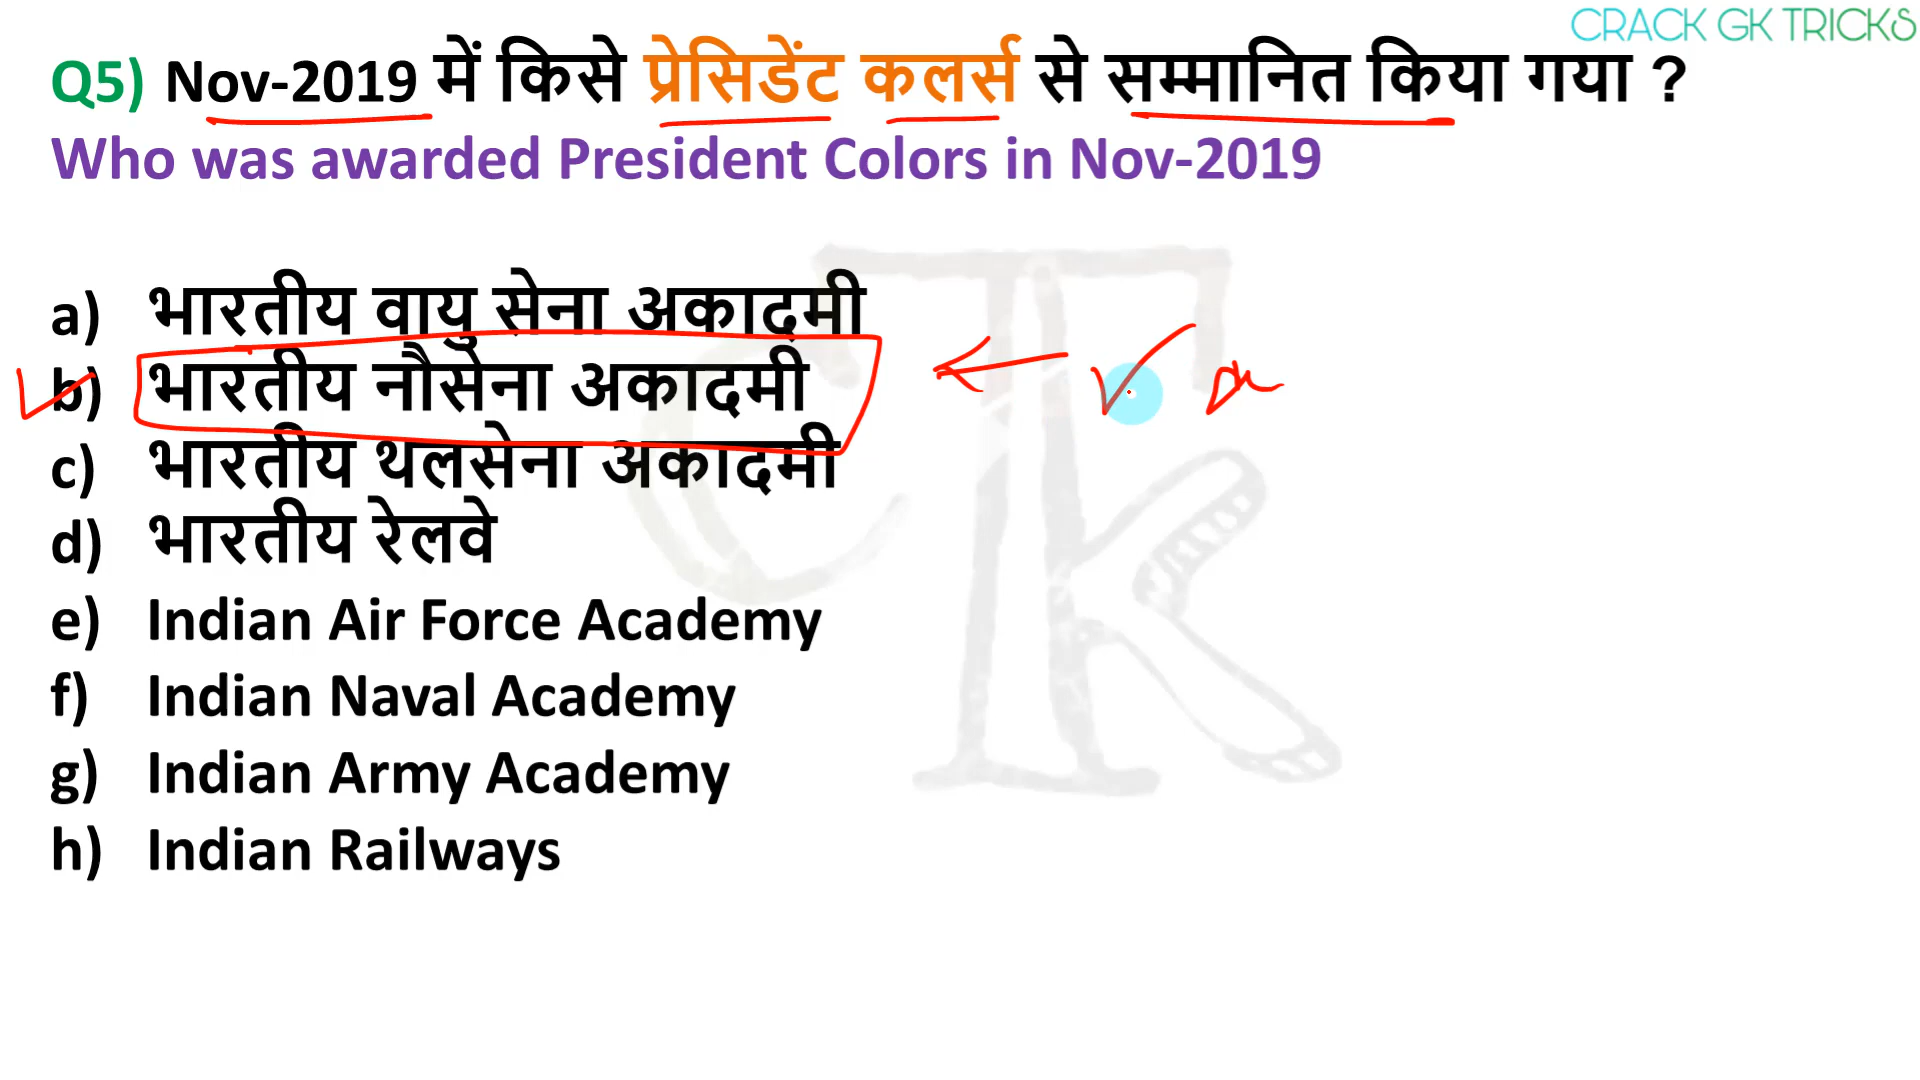 CRACK GK TRICKS
Q5) Nov-2019 में किसे प्रेसिडेंट कलर्स से सम्मानित किया गया ?
Who was awarded President Colors in Nov-2019
a) भारतीय वायु सेना अकादमी
b) भारतीय नौसेना अकादमी
c) भारतीय थलसेना अकादमी
d) भारतीय रेलवे
e) Indian Air Force Academy
f) Indian Naval Academy
g) Indian Army Academy
h) Indian Railways